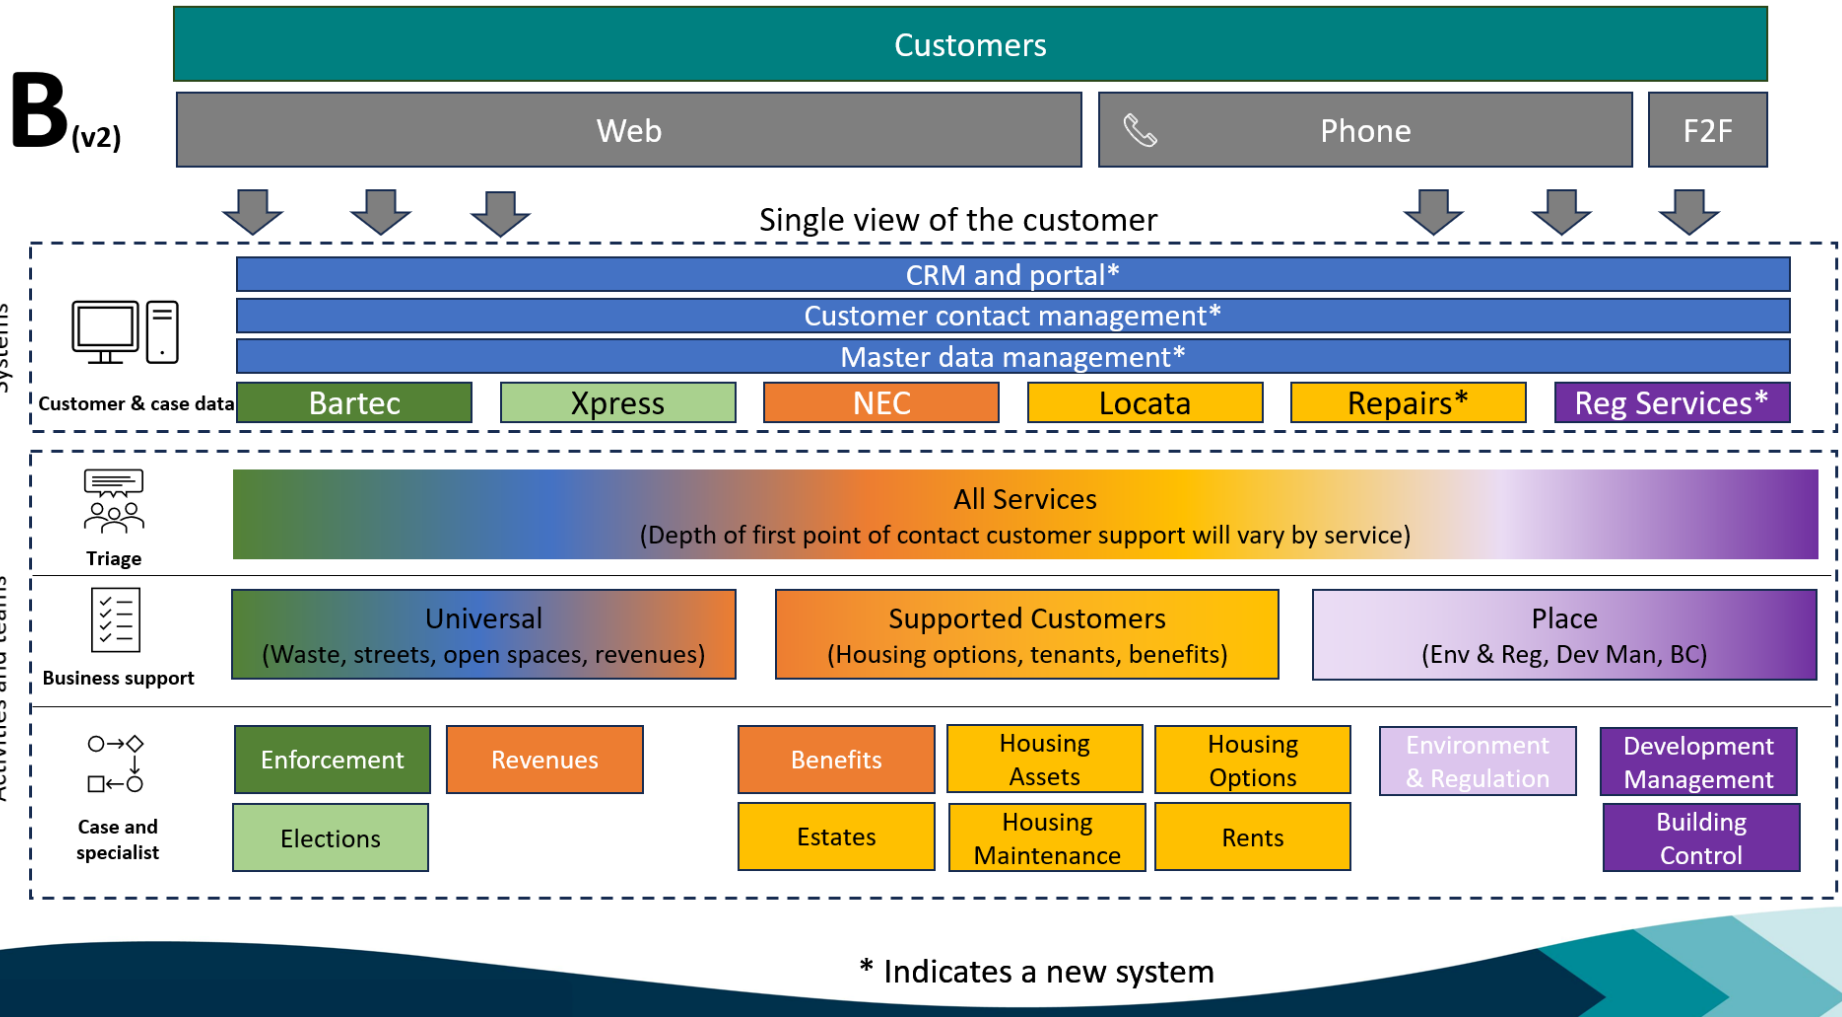 Customers
B(v2)
Web
Phone
F2F
Single view of the customer
Systems
CRM and portal*
Customer contact management*
Master data management*
Customer & case data
Bartec
Xpress
NEC
Locata
Repairs*
Reg Services*
Activities and teams
Triage
All Services
(Depth of first point of contact customer support will vary by service)
Business support
Universal
(Waste, streets, open spaces, revenues)
Supported Customers
(Housing options, tenants, benefits)
Place
(Env & Reg, Dev Man, BC)
Case and
specialist
Enforcement
Revenues
Benefits
Housing
Assets
Housing
Options
Environment
& Regulation
Development
Management
Elections
Estates
Housing
Maintenance
Rents
Building
Control
* Indicates a new system